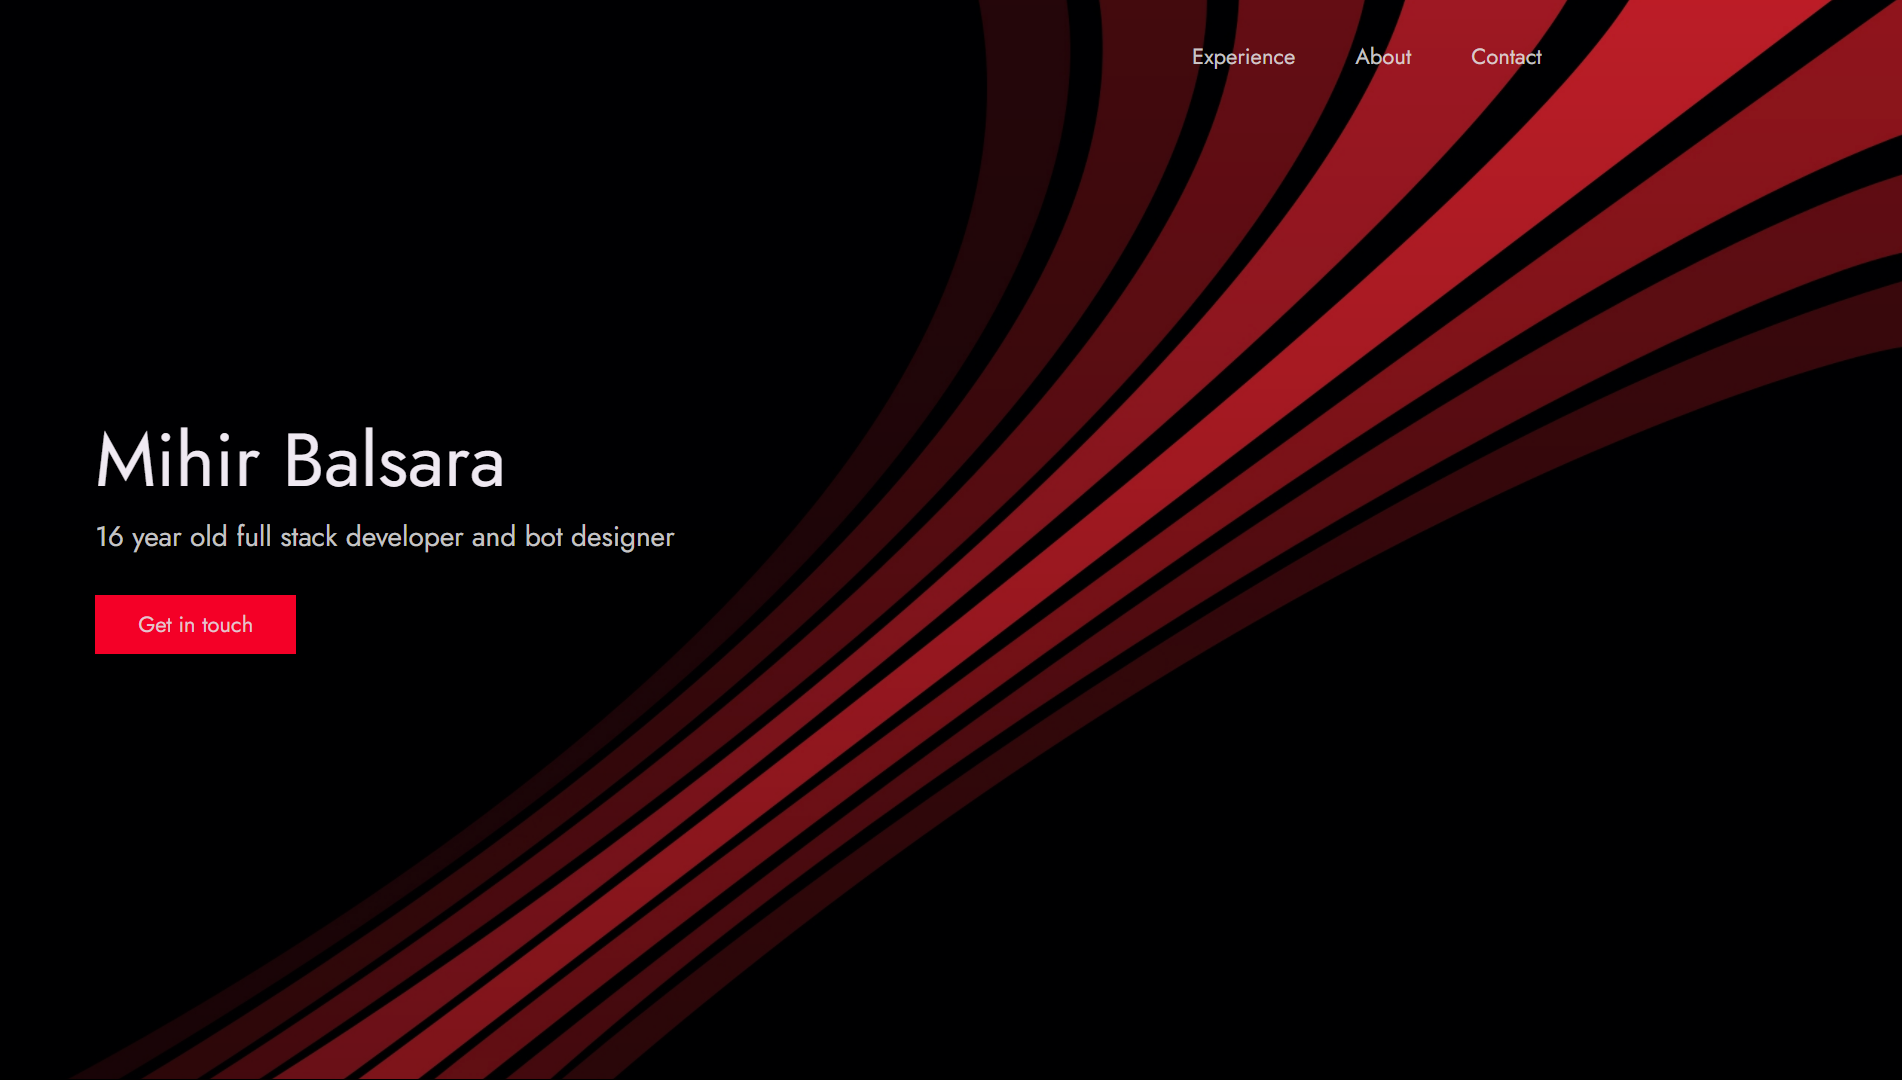 Experience About Contact
Mihir Balsara
16 year old full stack developer and bot designer
Get in touch